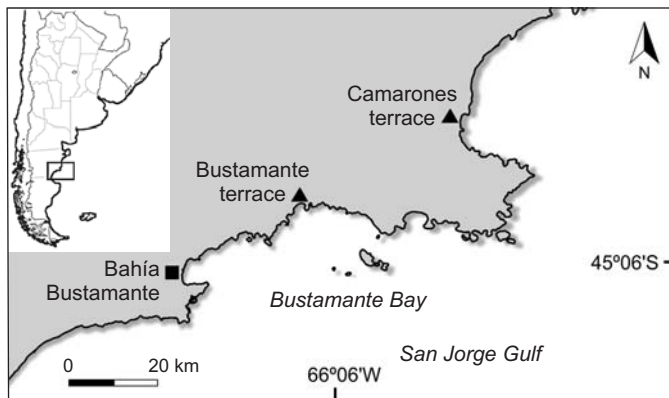 N
Camarones
terrace
Bustamante
terrace
45º06'S
Bahía
Bustamante
Bustamante Bay
San Jorge Gulf
0 20 km
66º06'W